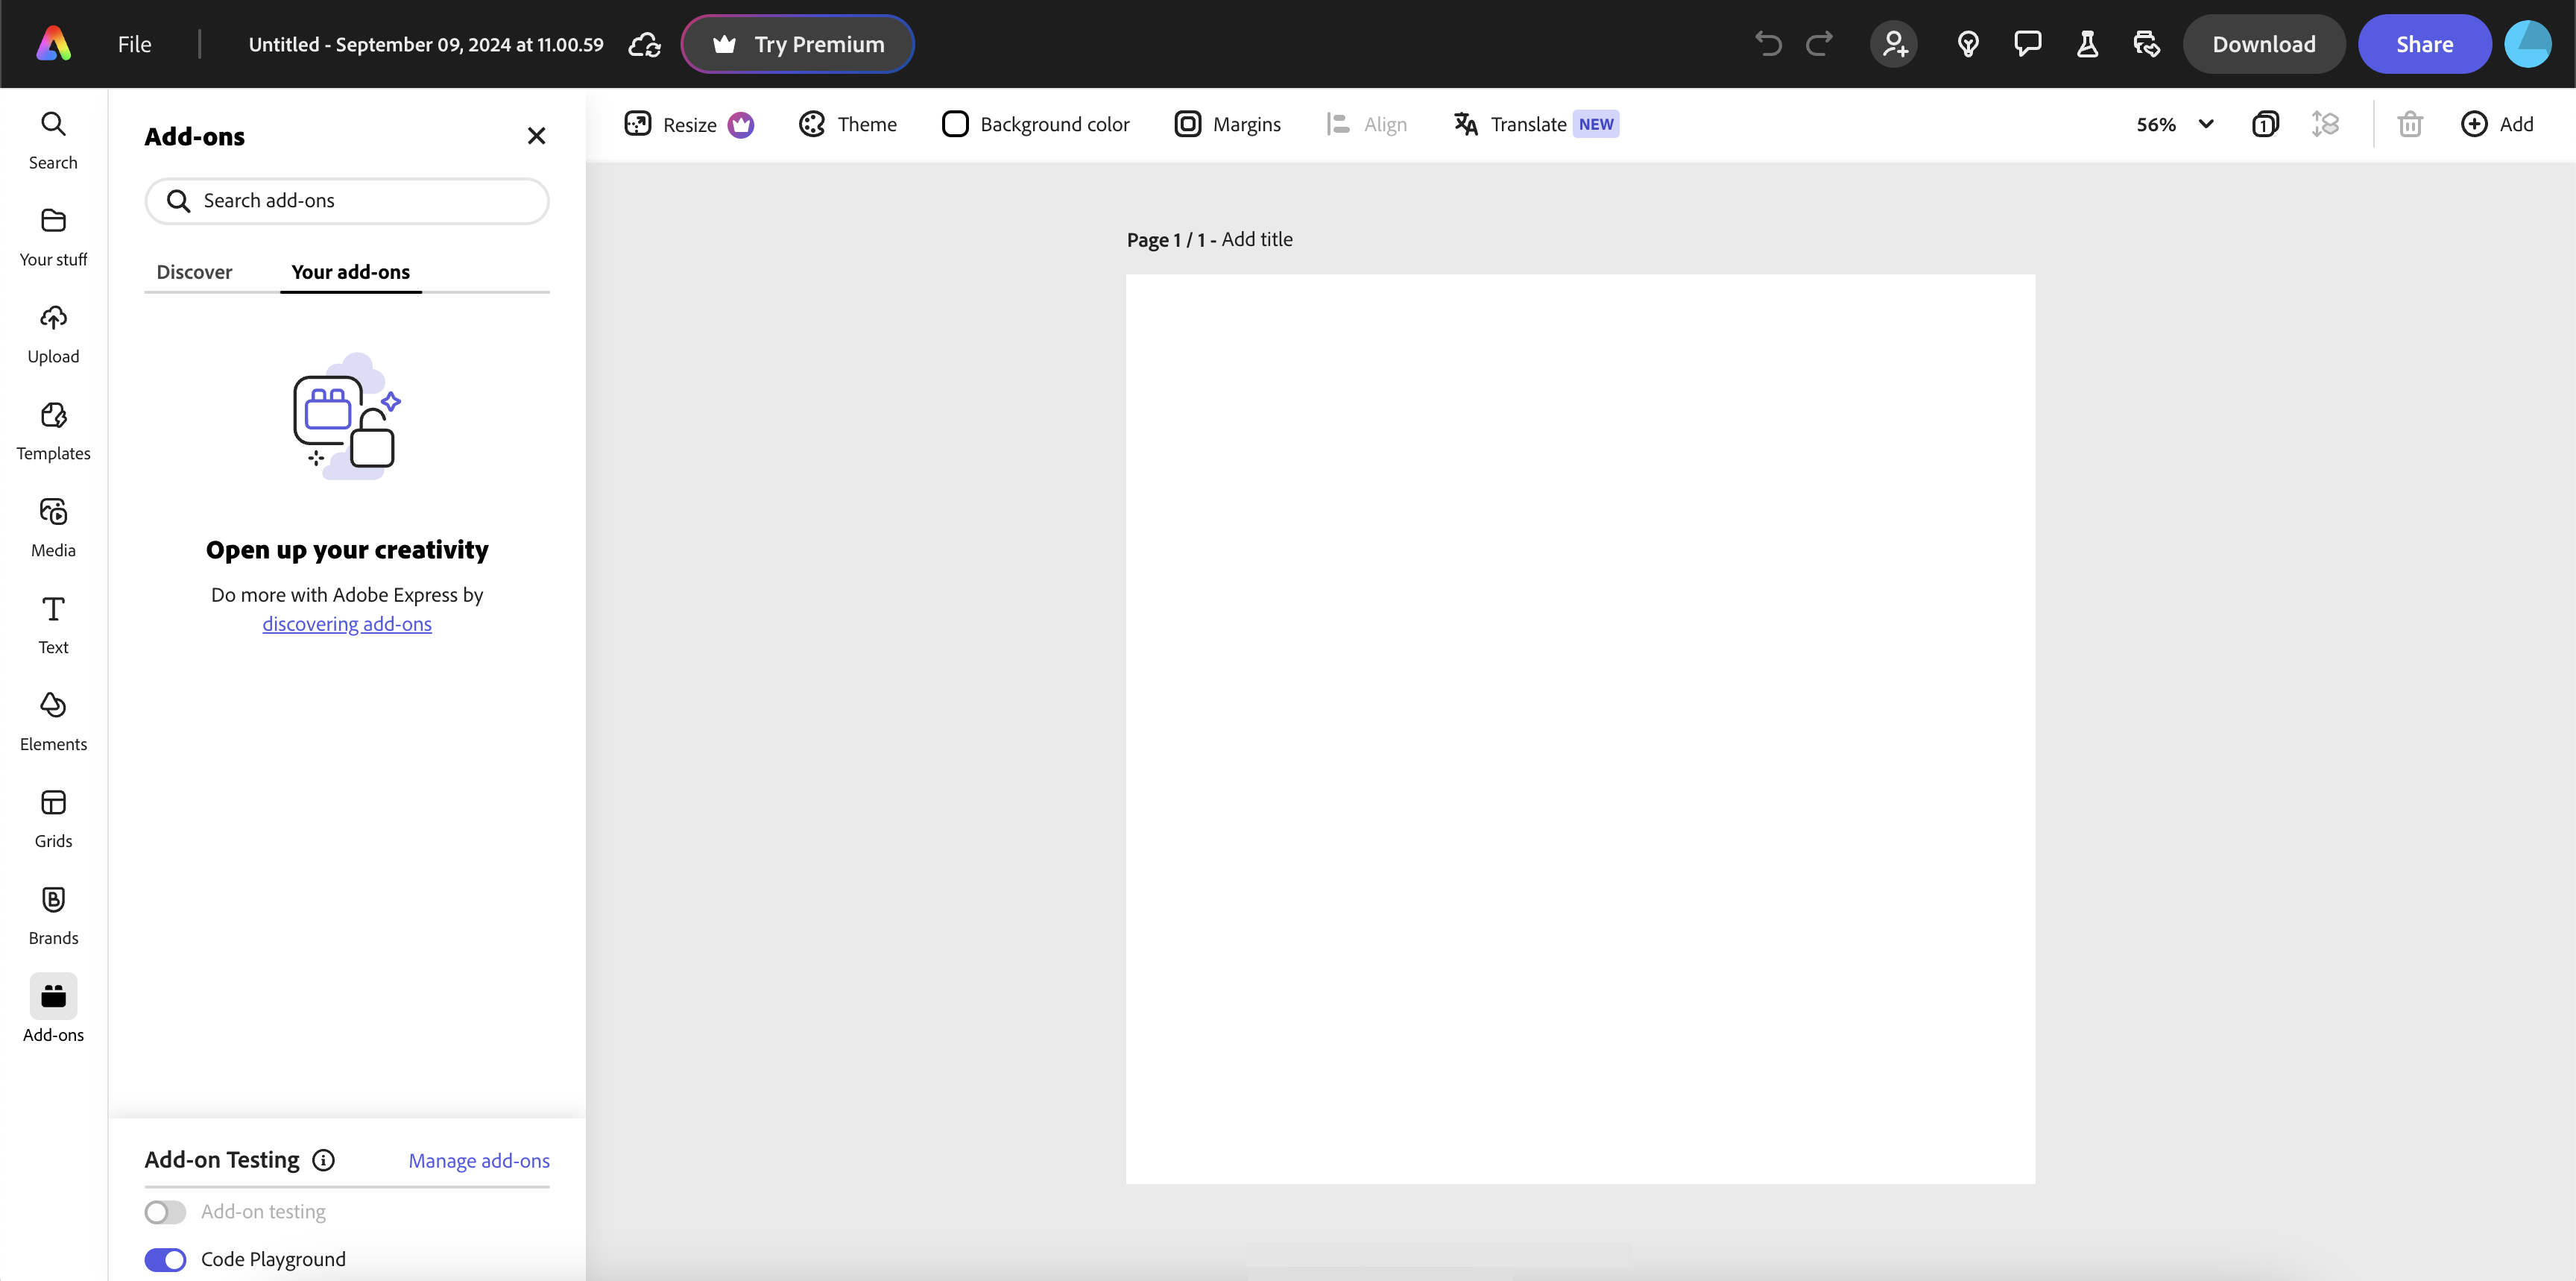 File
Untitled - September 09, 2024 at 11.00.59
Try Premium
Download
Share
Search
Your stuff
Upload
Templates
Media
Text
Elements
Grids
B
Brands
Add-ons
Add-ons
Search add-ons
Discover
Your add-ons
Open up your creativity
Do more with Adobe Express by
discovering add-ons
Add-on Testing
Manage add-ons
Add-on testing
Code Playground
Resize
Theme
Background color
Margins
Align
Translate NEW
56%
1
Add
Page 1 / 1 - Add title